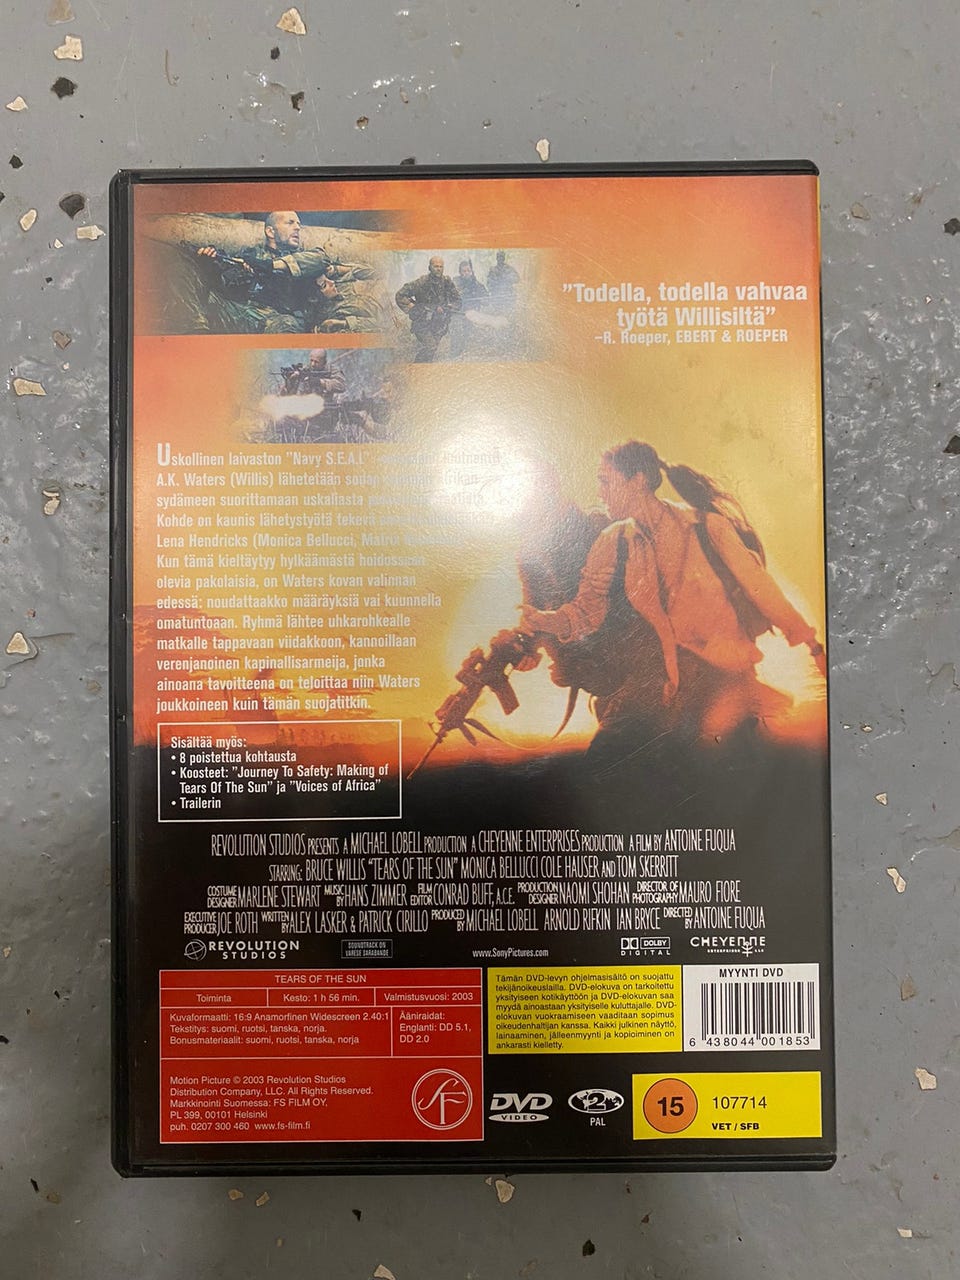 "Todella, todella vahvaa
työtä Willisiltä"
–R. Roeper, EBERT & ROEPER
Uskollinen laivaston "Navy S.E.A.L"
A.K. Waters (Willis) lähetetään
sydämeen suorittamaan uskaliasta
Kohde on kaunis lähetystyötä tekevä
Lena Hendricks (Monica Bellucci,
Kun tämä kieltäytyy hylkäämästä hoidossaan
olevia pakolaisia, on Waters kovan valinnan
edessä: noudattaakko määräyksiä vai kuunnella
omatuntoaan. Ryhmä lähtee uhkarohkealle
matkalle tappavaan viidakkoon, kannoillaan
verenjanoinen kapinallisarmeija, jonka
ainoana tavoitteena on teloittaa niin Waters
joukkoineen kuin tämän suojatitkin.
Sisältää myös:
• 8 poistettua kohtausta
• Koosteet: "Journey To Safety: Making of
Tears Of The Sun" ja "Voices of Africa"
• Trailerin
REVOLUTION STUDIOS PRESENTS A MICHAEL LOBELL PRODUCTION A CHEYENNE ENTERPRISES PRODUCTION A FILM BY ANTOINE FUQUA
STARRING: BRUCE WILLIS "TEARS OF THE SUN" MONICA BELLUCCI COLE HAUSER AND TOM SKERRITT
COSTUME DESIGNER MARLENE STEWART MUSIC BY HANS ZIMMER FILM EDITOR CONRAD BUFF, A.C.E. PRODUCTION DESIGNER NAOMI SHOHAN DIRECTOR OF PHOTOGRAPHY MAURO FIORE
EXECUTIVE PRODUCER JOE ROTH WRITTEN BY ALEX LASKER & PATRICK CIRILLO PRODUCED BY MICHAEL LOBELL ARNOLD RIFKIN IAN BRYCE DIRECTED BY ANTOINE FUQUA
REVOLUTION
STUDIOS
SOUNDTRACK ON
VARESE SARABANDE
www.SonyPictures.com
DOLBY
DIGITAL
CHEYENNE
ENTERPRISES LLC
TEARS OF THE SUN
Toiminta Kesto: 1 h 56 min. Valmistusvuosi: 2003
Kuvaformaatti: 16:9 Anamorfinen Widescreen 2.40:1
Tekstitys: suomi, ruotsi, tanska, norja.
Bonusmateriaalit: suomi, ruotsi, tanska, norja
Ääniraidat:
Englanti: DD 5.1,
DD 2.0
Motion Picture © 2003 Revolution Studios
Distribution Company, LLC. All Rights Reserved.
Markkinointi Suomessa: FS FILM OY,
PL 399, 00101 Helsinki
puh. 0207 300 460 www.fs-film.fi
SF
Tämän DVD-levyn ohjelmasisältö on suojattu
tekijänoikeuslailla. DVD-elokuva on tarkoitettu
yksityiseen kotikäyttöön ja DVD-elokuvan saa
myydä ainoastaan yksityiselle kuluttajalle. DVD-
elokuvan vuokraamiseen vaaditaan sopimus
oikeudenhaltijan kanssa. Kaikki julkinen näyttö,
lainaaminen, jälleenmyynti ja kopioiminen on
ankarasti kielletty.
MYYNTI DVD
6 438044 001853
DVD
VIDEO
2
PAL
15
107714
VET / SFB